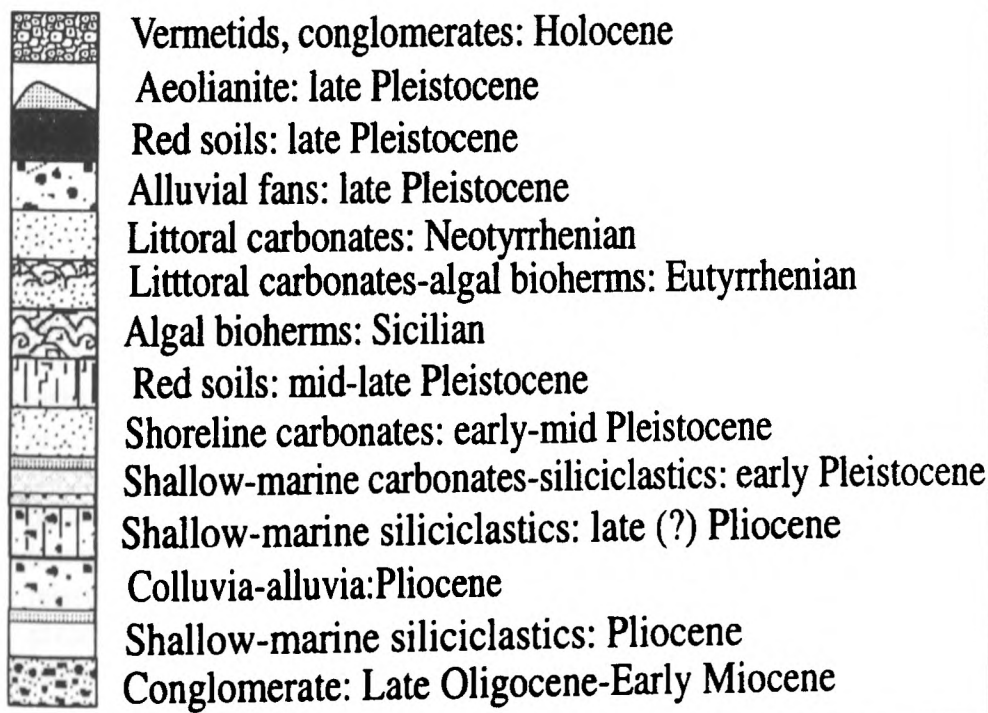 Vermetids, conglomerates: Holocene
Aeolianite: late Pleistocene
Red soils: late Pleistocene
Alluvial fans: late Pleistocene
Littoral carbonates: Neotyrrhenian
Litttoral carbonates-algal bioherms: Eutyrrhenian
Algal bioherms: Sicilian
Red soils: mid-late Pleistocene
Shoreline carbonates: early-mid Pleistocene
Shallow-marine carbonates-siliciclastics: early Pleistocene
Shallow-marine siliciclastics: late (?) Pliocene
Colluvia-alluvia:Pliocene
Shallow-marine siliciclastics: Pliocene
Conglomerate: Late Oligocene-Early Miocene